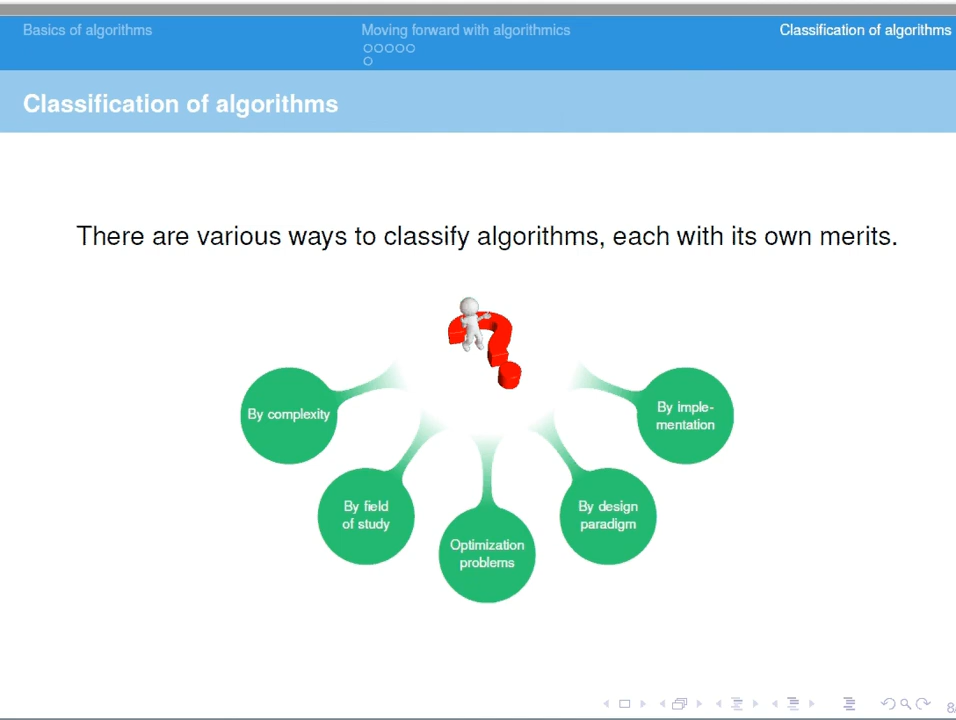 Basics of algorithms
Moving forward with algorithmics
Classification of algorithms
Classification of algorithms
There are various ways to classify algorithms, each with its own merits.
By complexity
By field
of study
Optimization
problems
By design
paradigm
By imple-
mentation
8/